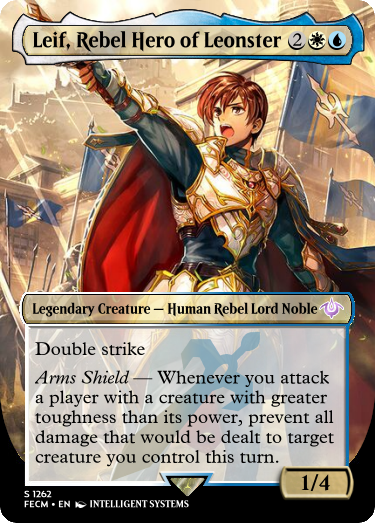 Leif, Rebel Hero of Leonster 2
Legendary Creature — Human Rebel Lord Noble
Double strike
Arms Shield — Whenever you attack
a player with a creature with greater
toughness than its power, prevent all
damage that would be dealt to target
creature you control this turn.
1/4
S 1262
FECM • EN INTELLIGENT SYSTEMS